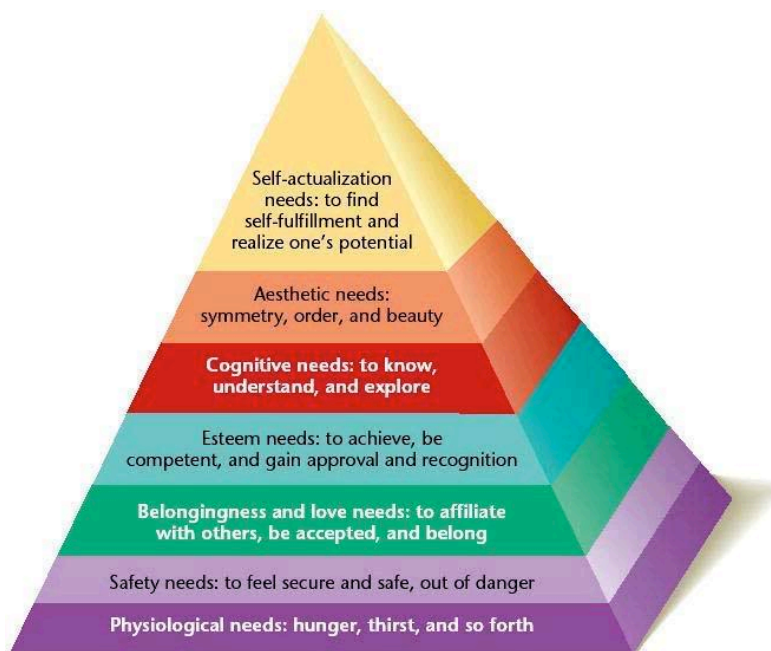 Self-actualization
needs: to find
self-fulfillment and
realize one's potential
Aesthetic needs:
symmetry, order, and beauty
Cognitive needs: to know,
understand, and explore
Esteem needs: to achieve, be
competent, and gain approval and recognition
Belongingness and love needs: to affiliate
with others, be accepted, and belong
Safety needs: to feel secure and safe, out of danger
Physiological needs: hunger, thirst, and so forth